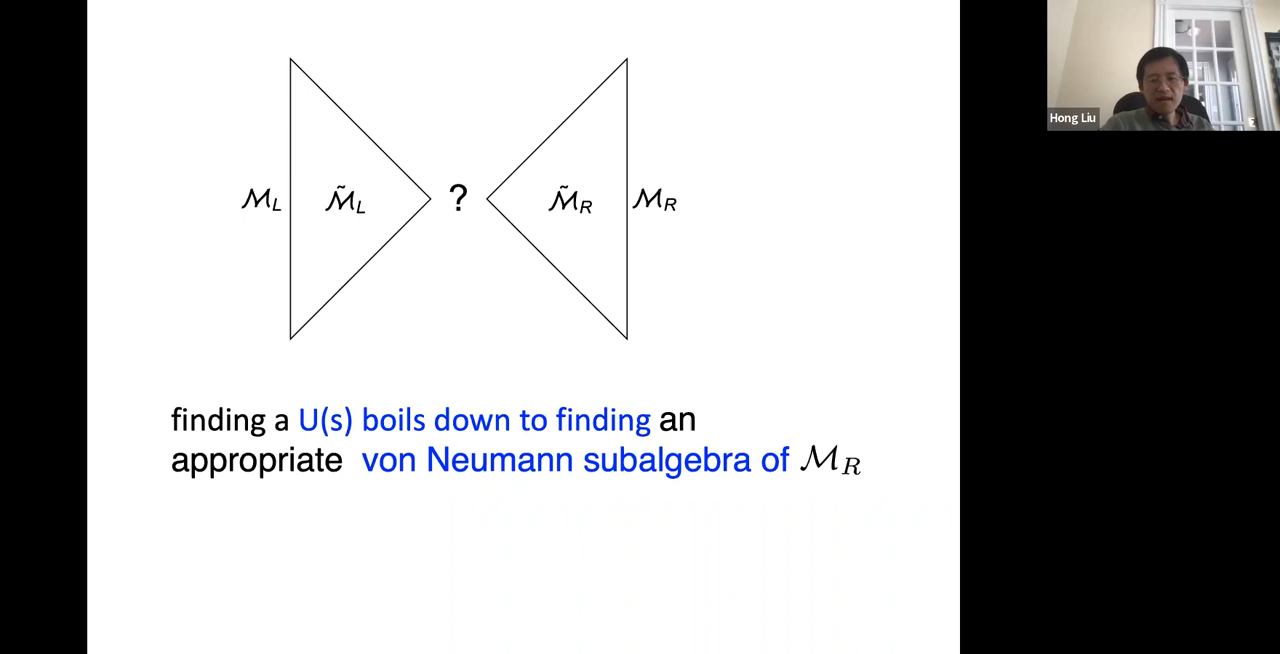 ℳ_L ℳ̃_L ? ℳ̃_R ℳ_R
Hong Liu
finding a U(s) boils down to finding an
appropriate von Neumann subalgebra of ℳ_R